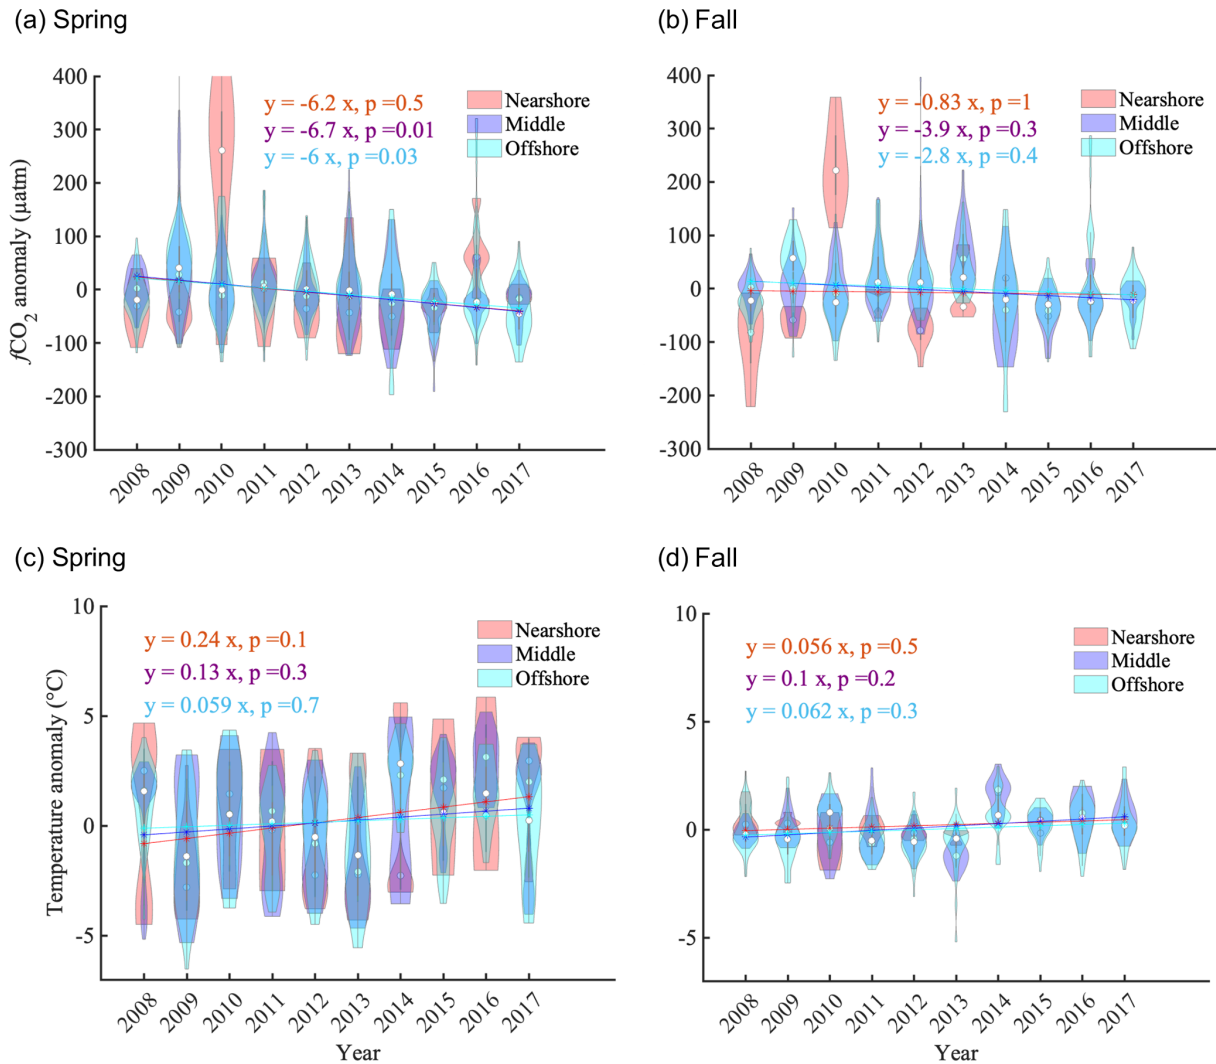 (a) Spring
(b) Fall
400
300
200
100
0
-100
-200
-300
fCO2 anomaly (µatm)
y = -6.2 x, p =0.5
y = -6.7 x, p =0.01
y = -6 x, p =0.03
Nearshore
Middle
Offshore
2008
2009
2010
2011
2012
2013
2014
2015
2016
2017
400
300
200
100
0
-100
-200
-300
y = -0.83 x, p =1
y = -3.9 x, p =0.3
y = -2.8 x, p =0.4
Nearshore
Middle
Offshore
2008
2009
2010
2011
2012
2013
2014
2015
2016
2017
(c) Spring
(d) Fall
10
5
0
-5
Temperature anomaly (°C)
y = 0.24 x, p =0.1
y = 0.13 x, p =0.3
y = 0.059 x, p =0.7
Nearshore
Middle
Offshore
2008
2009
2010
2011
2012
2013
2014
2015
2016
2017
Year
10
5
0
-5
y = 0.056 x, p =0.5
y = 0.1 x, p =0.2
y = 0.062 x, p =0.3
Nearshore
Middle
Offshore
2008
2009
2010
2011
2012
2013
2014
2015
2016
2017
Year